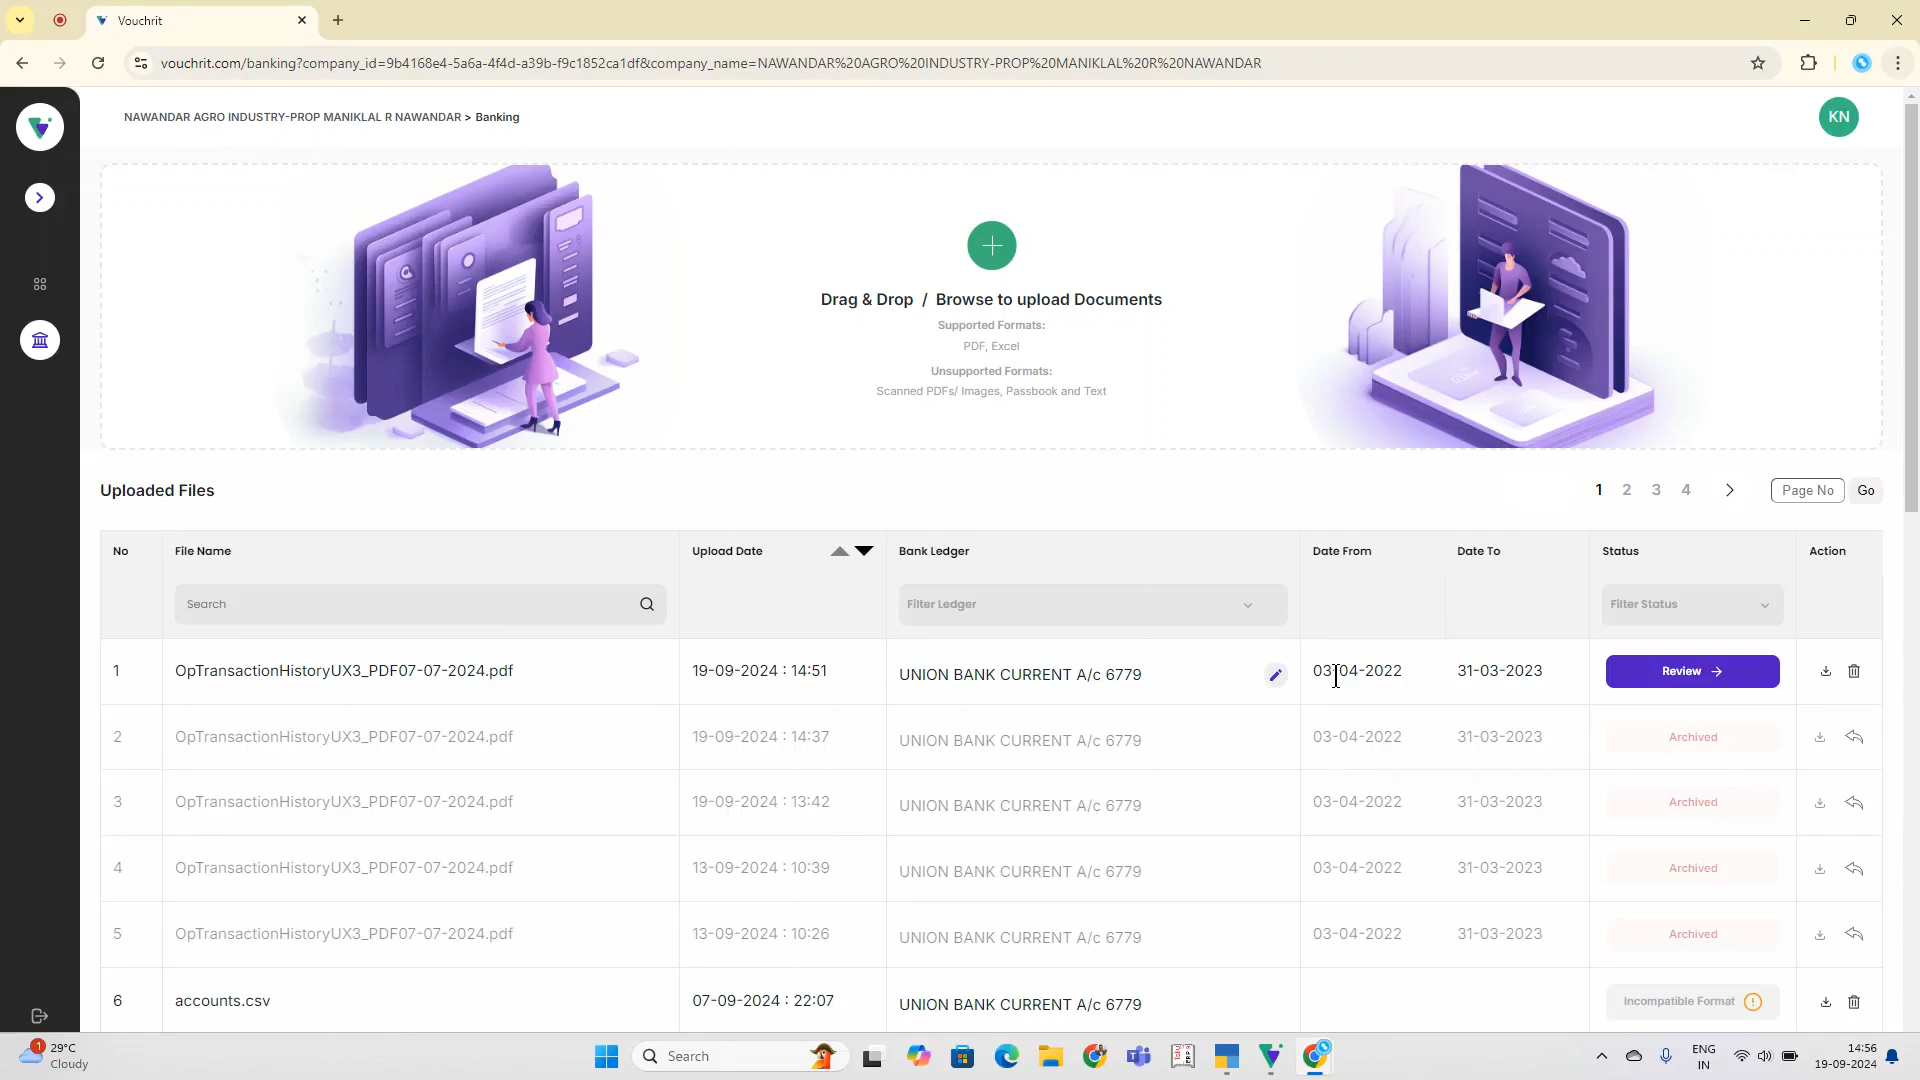 Vouchrit
vouchrit.com/banking?company_id=9b4168e4-5a6a-4f4d-a39b-f9c1852ca1df&company_name=NAWANDAR%20AGRO%20INDUSTRY-PROP%20MANIKLAL%20R%20NAWANDAR
NAWANDAR AGRO INDUSTRY-PROP MANIKLAL R NAWANDAR > Banking
KN
Drag & Drop / Browse to upload Documents
Supported Formats:
PDF, Excel
Unsupported Formats:
Scanned PDFs/ Images, Passbook and Text
Uploaded Files
1 2 3 4 Page No Go
No File Name Upload Date Bank Ledger Date From Date To Status Action
Search Filter Ledger Filter Status
1 OpTransactionHistoryUX3_PDF07-07-2024.pdf 19-09-2024 : 14:51 UNION BANK CURRENT A/c 6779 03-04-2022 31-03-2023 Review
2 OpTransactionHistoryUX3_PDF07-07-2024.pdf 19-09-2024 : 14:37 UNION BANK CURRENT A/c 6779 03-04-2022 31-03-2023 Archived
3 OpTransactionHistoryUX3_PDF07-07-2024.pdf 19-09-2024 : 13:42 UNION BANK CURRENT A/c 6779 03-04-2022 31-03-2023 Archived
4 OpTransactionHistoryUX3_PDF07-07-2024.pdf 13-09-2024 : 10:39 UNION BANK CURRENT A/c 6779 03-04-2022 31-03-2023 Archived
5 OpTransactionHistoryUX3_PDF07-07-2024.pdf 13-09-2024 : 10:26 UNION BANK CURRENT A/c 6779 03-04-2022 31-03-2023 Archived
6 accounts.csv 07-09-2024 : 22:07 UNION BANK CURRENT A/c 6779 Incompatible Format
1 29°C
Cloudy
Search
ENG
IN
14:56
19-09-2024